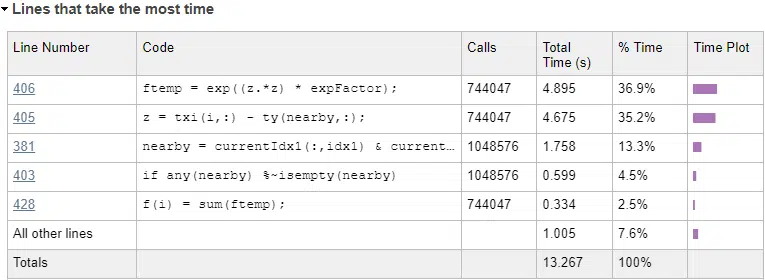 Lines that take the most time
Line Number Code Calls Total Time (s) % Time Time Plot
406 ftemp = exp((z.*z) * expFactor); 744047 4.895 36.9%
405 z = txi(i,:) - ty(nearby,:); 744047 4.675 35.2%
381 nearby = currentIdx1(:,idx1) & current... 1048576 1.758 13.3%
403 if any(nearby) %~isempty(nearby) 1048576 0.599 4.5%
428 f(i) = sum(ftemp); 744047 0.334 2.5%
All other lines 1.005 7.6%
Totals 13.267 100%